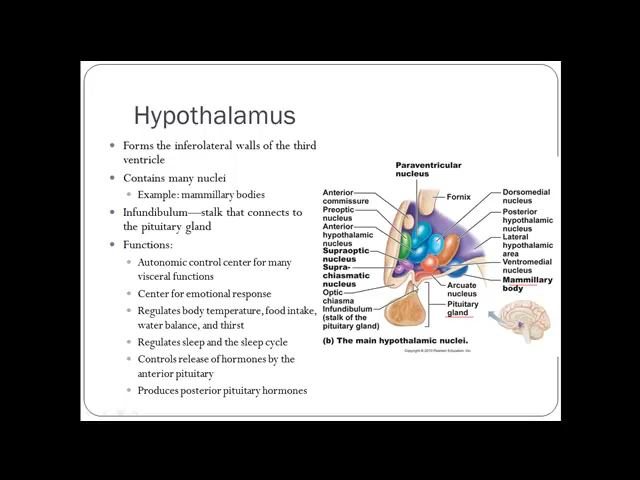 Hypothalamus
Forms the inferolateral walls of the third
ventricle
Contains many nuclei
Example: mammillary bodies
Infundibulum—stalk that connects to
the pituitary gland
Functions:
Autonomic control center for many
visceral functions
Center for emotional response
Regulates body temperature, food intake,
water balance, and thirst
Regulates sleep and the sleep cycle
Controls release of hormones by the
anterior pituitary
Produces posterior pituitary hormones
Paraventricular
nucleus
Anterior
commissure
Preoptic
nucleus
Anterior
hypothalamic
nucleus
Supraoptic
nucleus
Supra-
chiasmatic
nucleus
Optic
chiasma
Infundibulum
(stalk of the
pituitary gland)
Fornix
Dorsomedial
nucleus
Posterior
hypothalamic
nucleus
Lateral
hypothalamic
area
Ventromedial
nucleus
Mammillary
body
Arcuate
nucleus
Pituitary
gland
(b) The main hypothalamic nuclei.
Copyright © 2010 Pearson Education, Inc.